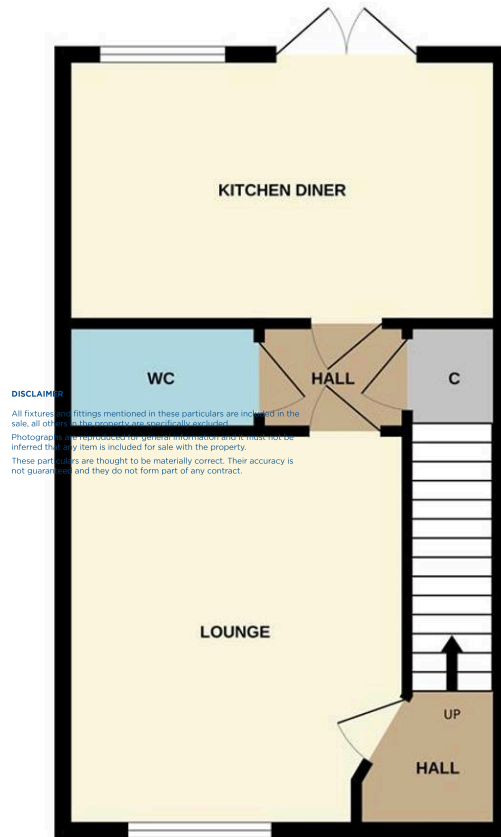 KITCHEN DINER
WC
HALL
C
DISCLAIMER
All fixtures and fittings mentioned in these particulars are included in the
sale, all others in the property are specifically excluded.
Photographs are reproduced for general information and it must not be
inferred that any item is included for sale with the property.
These particulars are thought to be materially correct. Their accuracy is
not guaranteed and they do not form part of any contract.
LOUNGE
UP
HALL